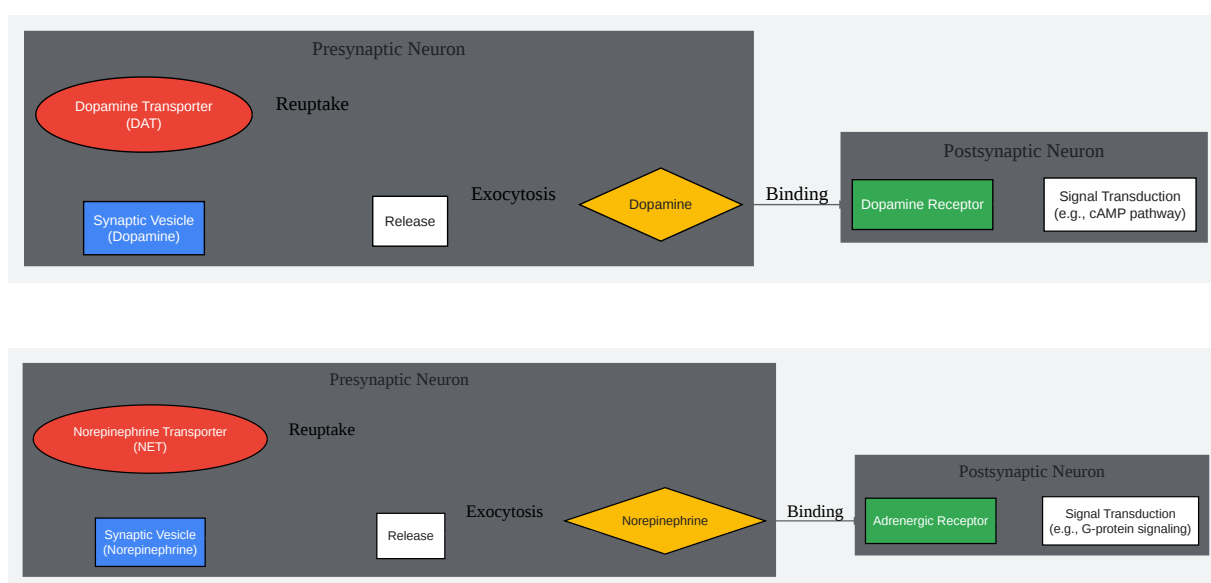 Presynaptic Neuron
Dopamine Transporter
(DAT)
Reuptake
Synaptic Vesicle
(Dopamine)
Release
Exocytosis
Dopamine
Binding
Postsynaptic Neuron
Dopamine Receptor
Signal Transduction
(e.g., cAMP pathway)
Presynaptic Neuron
Norepinephrine Transporter
(NET)
Reuptake
Synaptic Vesicle
(Norepinephrine)
Release
Exocytosis
Norepinephrine
Binding
Postsynaptic Neuron
Adrenergic Receptor
Signal Transduction
(e.g., G-protein signaling)